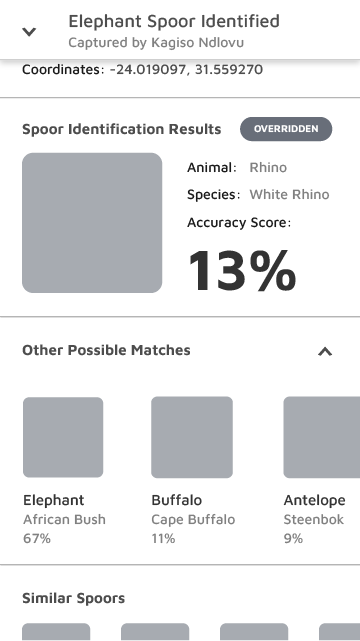 Elephant Spoor Identified
Captured by Kagiso Ndlovu
Coordinates: -24.019097, 31.559270
Spoor Identification Results
OVERRIDDEN
Animal: Rhino
Species: White Rhino
Accuracy Score:
13%
Other Possible Matches
Elephant
African Bush
67%
Buffalo
Cape Buffalo
11%
Antelope
Steenbok
9%
Similar Spoors